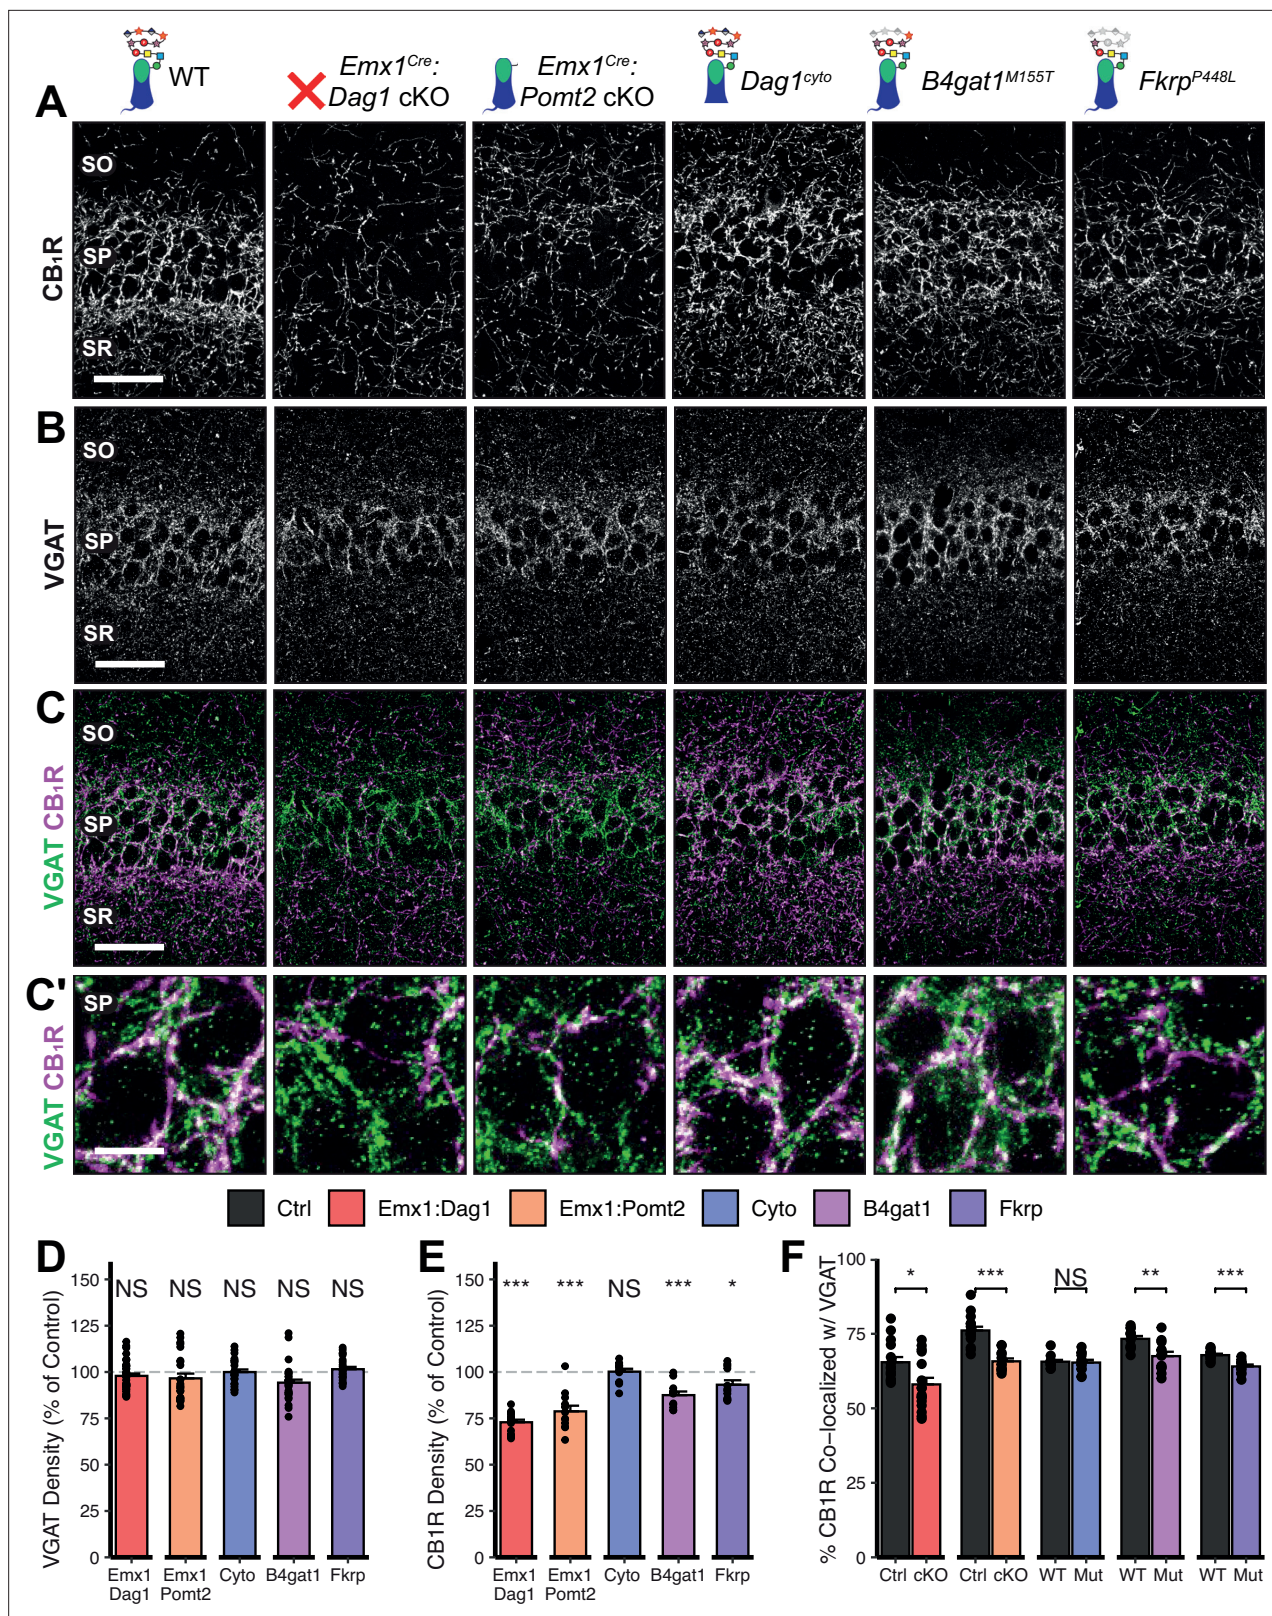 WT
Emx1Cre:
Dag1 cKO
Emx1Cre:
Pomt2 cKO
Dag1cyto
B4gat1M155T
FkrpP448L
A
CB1R
SO
SP
SR
B
VGAT
SO
SP
SR
C
VGAT CB1R
SO
SP
SR
C'
VGAT CB1R
SP
Ctrl
Emx1:Dag1
Emx1:Pomt2
Cyto
B4gat1
Fkrp
D
VGAT Density (% of Control)
150
125
100
75
50
25
0
NS NS NS NS NS
Emx1 Emx1 Cyto B4gat1 Fkrp
Dag1 Pomt2
E
CB1R Density (% of Control)
150
125
100
75
50
25
0
*** *** NS *** *
Emx1 Emx1 Cyto B4gat1 Fkrp
Dag1 Pomt2
F
% CB1R Co-localized w/ VGAT
100
75
50
25
0
* *** NS ** ***
Ctrl cKO Ctrl cKO WT Mut WT Mut WT Mut